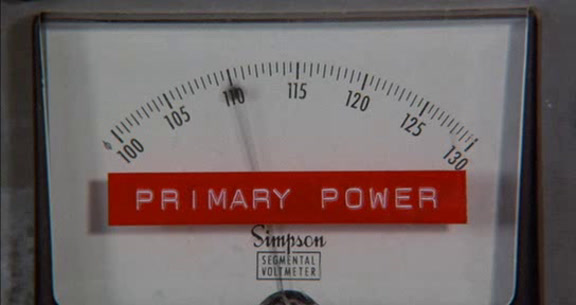 100 105 110 115 120 125 130
PRIMARY POWER
Simpson
SEGMENTAL
VOLTMETER